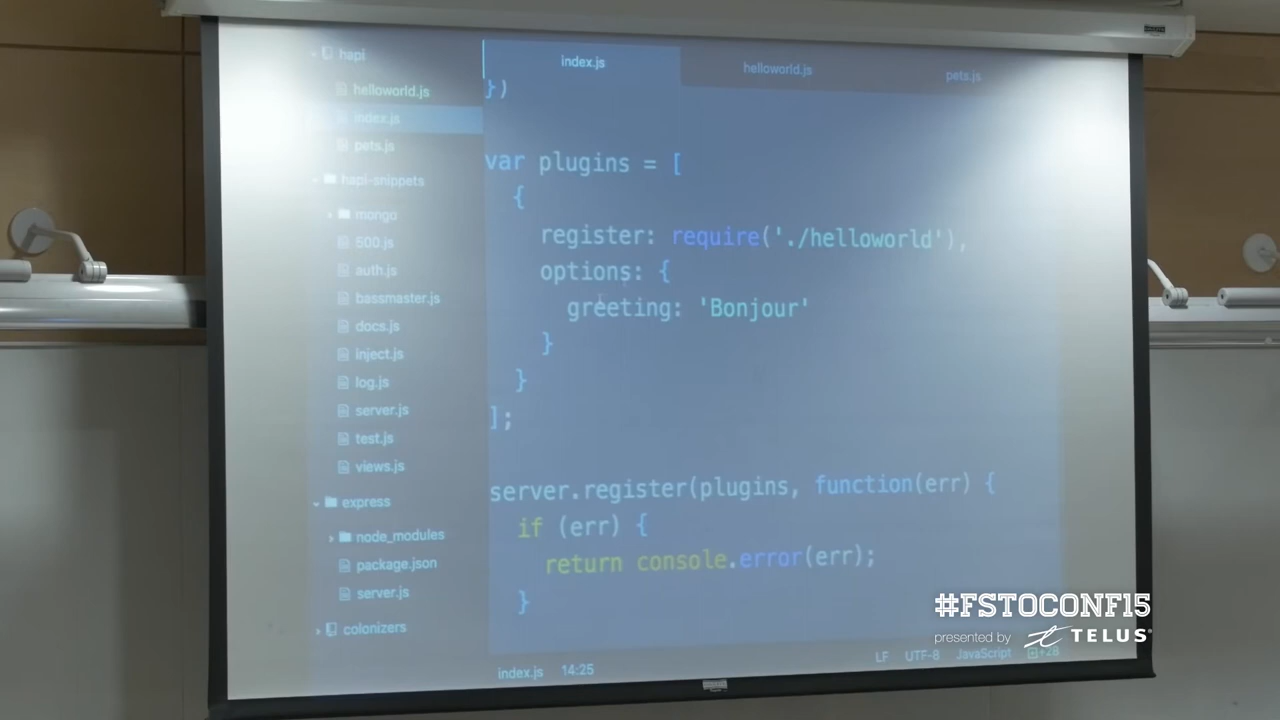 hapi
helloworld.js
index.js
pets.js
hapi-snippets
mongo
500.js
auth.js
bassmaster.js
docs.js
inject.js
log.js
server.js
test.js
views.js
express
node_modules
package.json
server.js
colonizers
index.js helloworld.js pets.js
})
var plugins = [
{
register: require('./helloworld'),
options: {
greeting: 'Bonjour'
}
}
];
server.register(plugins, function(err) {
if (err) {
return console.error(err);
}
index.js 14:25 LF UTF-8 JavaScript +28
#FSTOCONF15
presented by TELUS